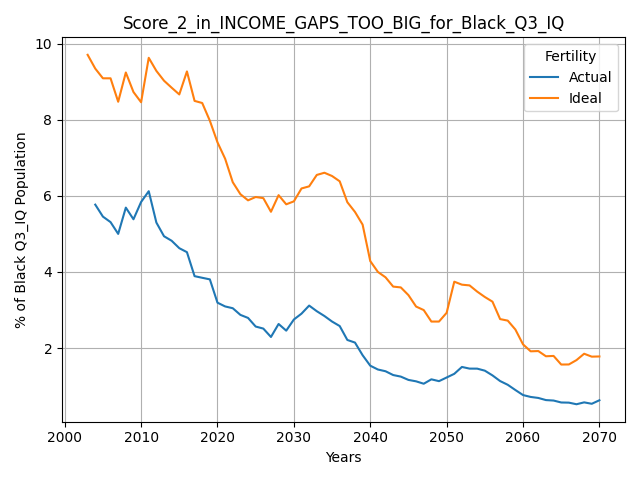 Score_2_in_INCOME_GAPS_TOO_BIG_for_Black_Q3_IQ
Fertility
Actual
Ideal
% of Black Q3_IQ Population
10
8
6
4
2
2000 2010 2020 2030 2040 2050 2060 2070
Years